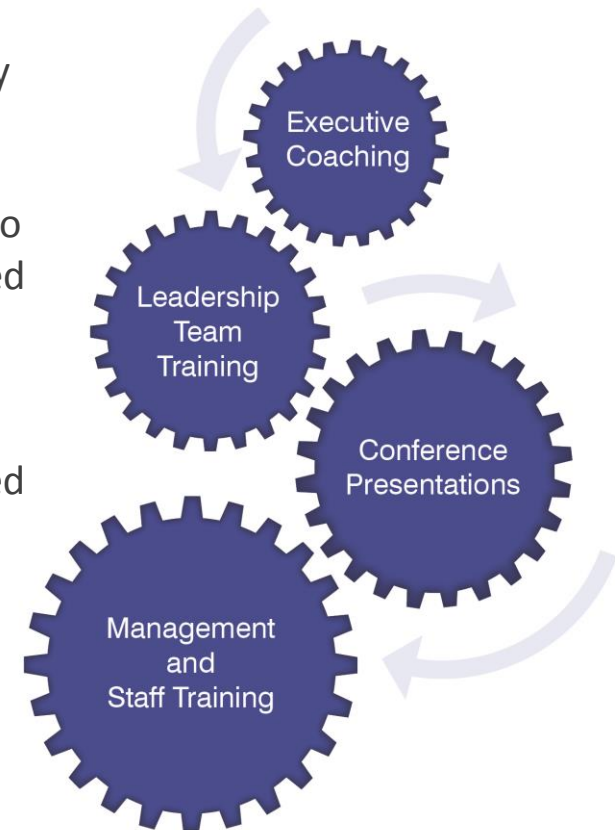 Executive
Coaching
Leadership
Team
Training
Conference
Presentations
Management
and
Staff Training